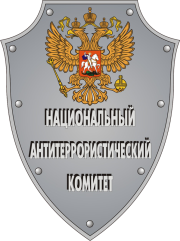 НАЦИОНАЛЬНЫЙ
АНТИТЕРРОРИСТИЧЕСКИЙ
КОМИТЕТ